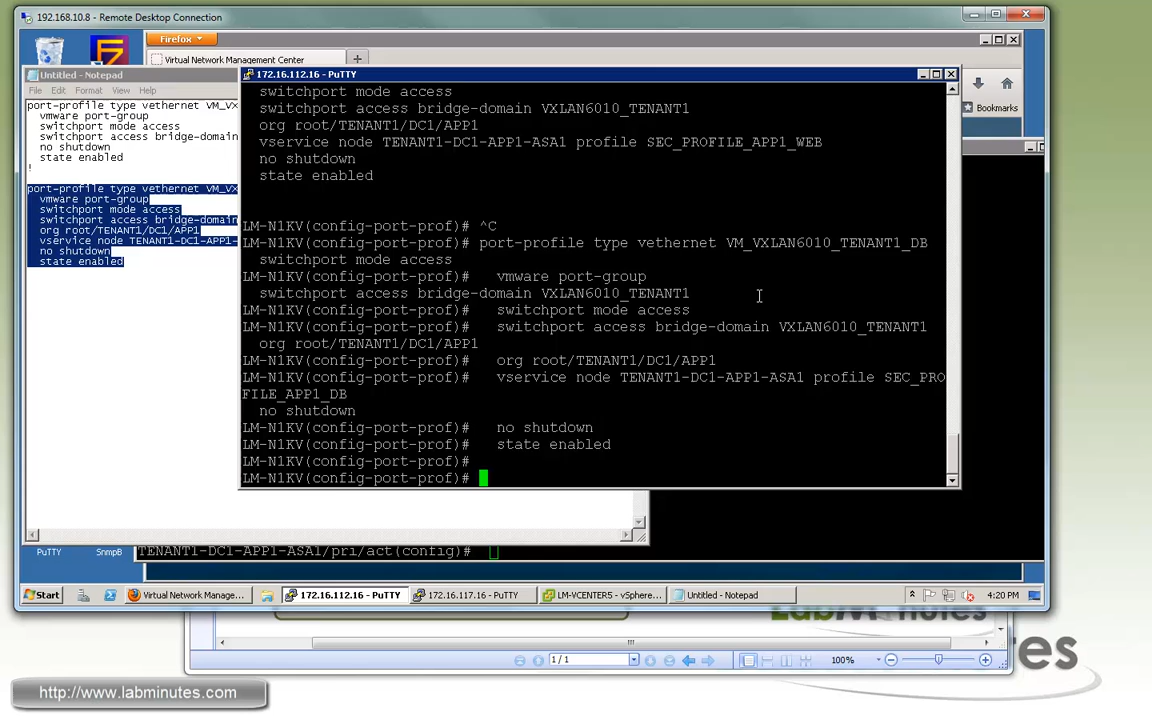 192.168.10.8 - Remote Desktop Connection
Firefox
Virtual Network Management Center
Untitled - Notepad
File Edit Format View Help
port-profile type vethernet VM_VX
vmware port-group
switchport mode access
switchport access bridge-domain
no shutdown
state enabled
!
port-profile type vethernet VM_VX
vmware port-group
switchport mode access
switchport access bridge-domain
org root/TENANT1/DC1/APP1
vservice node TENANT1-DC1-APP1-
no shutdown
state enabled
172.16.112.16 - PuTTY
switchport mode access
switchport access bridge-domain VXLAN6010_TENANT1
org root/TENANT1/DC1/APP1
vservice node TENANT1-DC1-APP1-ASA1 profile SEC_PROFILE_APP1_WEB
no shutdown
state enabled
LM-N1KV(config-port-prof)# ^C
LM-N1KV(config-port-prof)# port-profile type vethernet VM_VXLAN6010_TENANT1_DB
switchport mode access
LM-N1KV(config-port-prof)#   vmware port-group
switchport access bridge-domain VXLAN6010_TENANT1
LM-N1KV(config-port-prof)#   switchport mode access
LM-N1KV(config-port-prof)#   switchport access bridge-domain VXLAN6010_TENANT1
org root/TENANT1/DC1/APP1
LM-N1KV(config-port-prof)#   org root/TENANT1/DC1/APP1
LM-N1KV(config-port-prof)#   vservice node TENANT1-DC1-APP1-ASA1 profile SEC_PRO
FILE_APP1_DB
no shutdown
LM-N1KV(config-port-prof)#   no shutdown
LM-N1KV(config-port-prof)#   state enabled
LM-N1KV(config-port-prof)#
LM-N1KV(config-port-prof)#
Bookmarks
PuTTY SnmpB
TENANT1-DC1-APP1-ASA1/pri/act(config)#
Start
Virtual Network Manage...
172.16.112.16 - PuTTY
172.16.117.16 - PuTTY
LM-VCENTER5 - vSphere...
Untitled - Notepad
4:20 PM
1 / 1
100%
http://www.labminutes.com